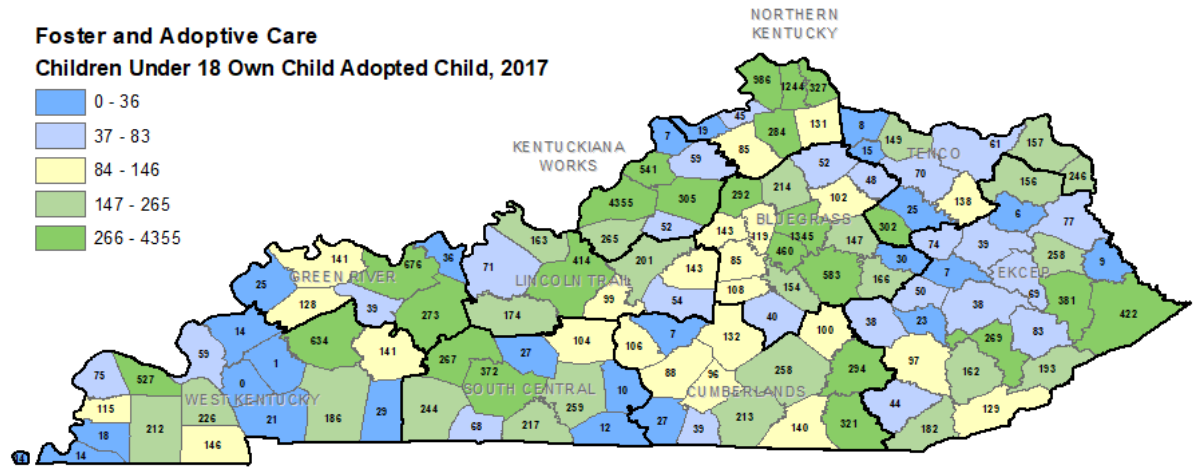 NORTHERN
KENTUCKY
Foster and Adoptive Care
Children Under 18 Own Child Adopted Child, 2017
0 - 36
37 - 83
84 - 146
147 - 265
266 - 4355
986 1244 327
45
7 19 284 131 8
149 61 157
KENTUCKIANA
WORKS
85 15 TENCO
541 59 52 70 156 246
48
4355 305 292 214 102 25 138 6 77
BLUEGRASS
265 52 143 119 1345 147 302 74 39
163 201 460 258 9
141 676 36 71 414 143 85 583 30 7 EKCEP
GREEN RIVER
LINCOLN TRAIL
25 128 39 273 174 99 54 108 154 166 50 38 69 381 422
14 634 141 104 106 7 132 40 100 38 23 269 83
59 1 267 27 88 96 258 294 97 162 193
75 527 0 372
SOUTH CENTRAL
CUMBERLANDS
WEST KENTUCKY
115 226 21 186 29 244 259 10 44 129
18 212 146 68 217 12 27 39 213 140 321 182
14 14